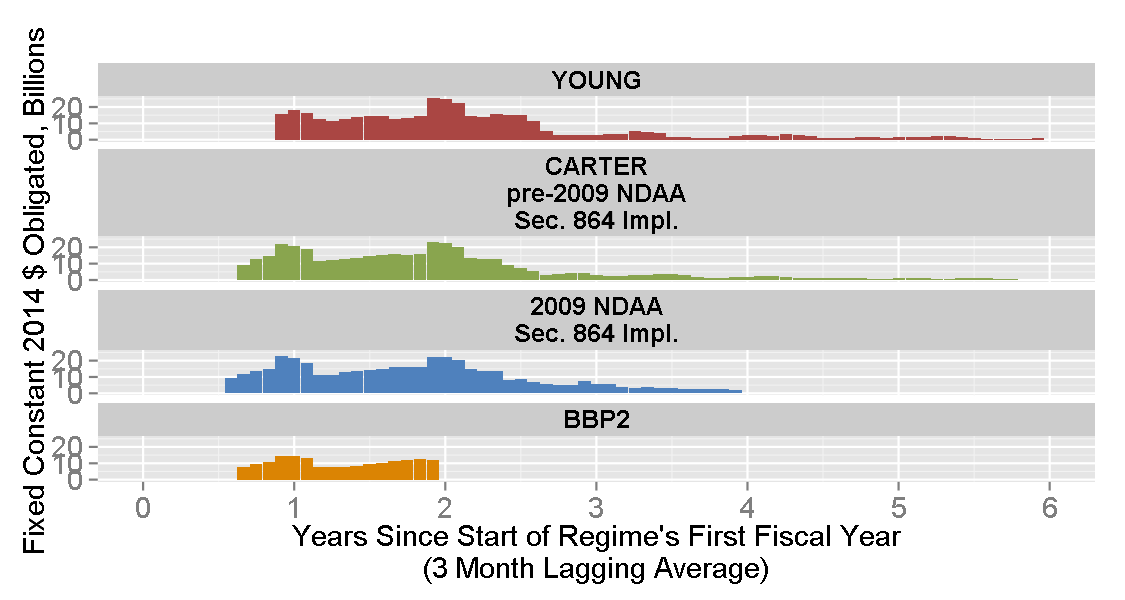 Fixed Constant 2014 $ Obligated, Billions
YOUNG
20
10
0
CARTER
pre-2009 NDAA
Sec. 864 Impl.
20
10
0
2009 NDAA
Sec. 864 Impl.
20
10
0
BBP2
20
10
0
0 1 2 3 4 5 6
Years Since Start of Regime's First Fiscal Year
(3 Month Lagging Average)